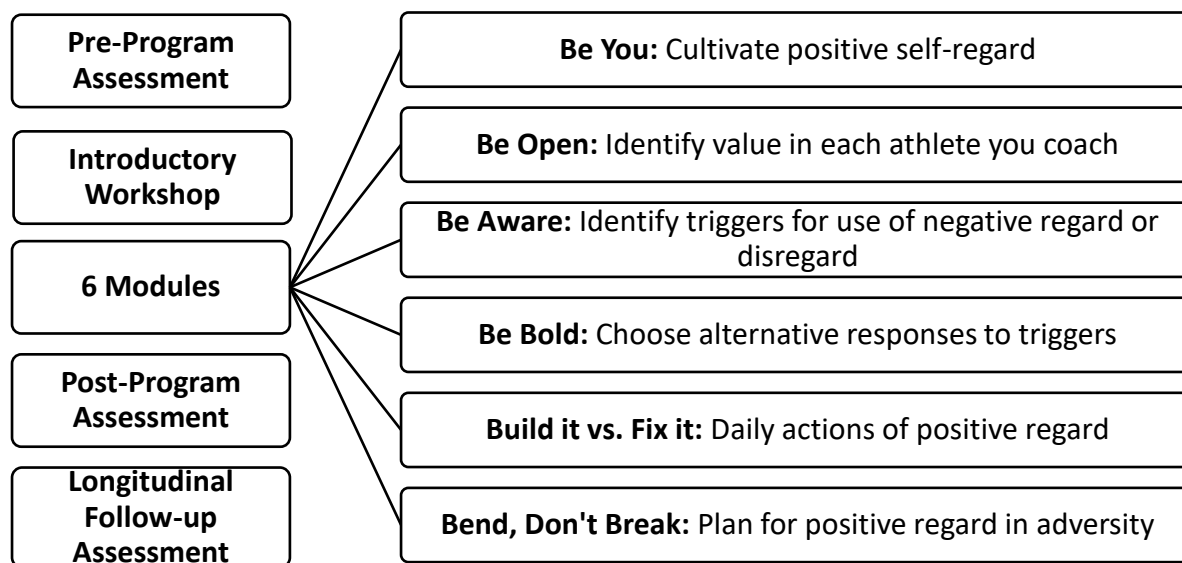 Pre-Program
Assessment
Introductory
Workshop
6 Modules
Post-Program
Assessment
Longitudinal
Follow-up
Assessment
Be You: Cultivate positive self-regard
Be Open: Identify value in each athlete you coach
Be Aware: Identify triggers for use of negative regard or
disregard
Be Bold: Choose alternative responses to triggers
Build it vs. Fix it: Daily actions of positive regard
Bend, Don't Break: Plan for positive regard in adversity